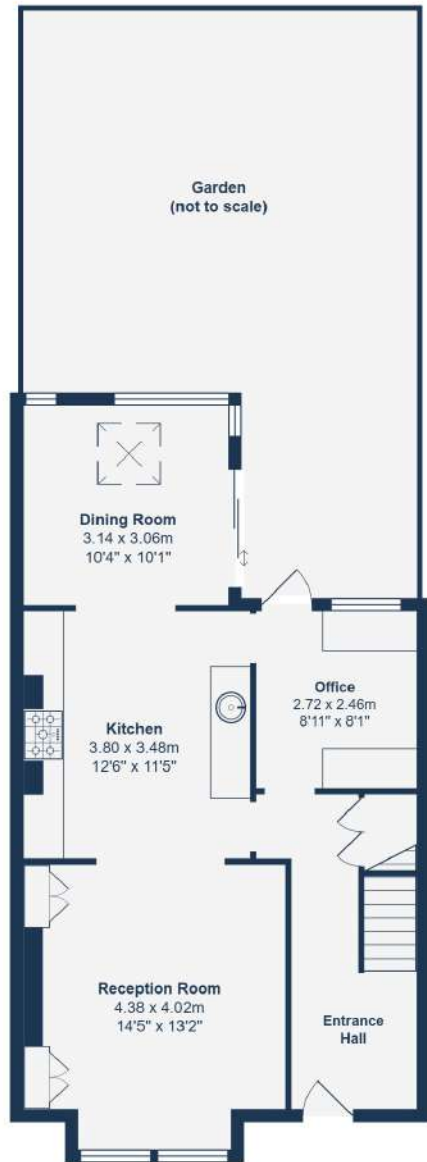 Garden
(not to scale)
Dining Room
3.14 x 3.06m
10'4" x 10'1"
Office
2.72 x 2.46m
8'11" x 8'1"
Kitchen
3.80 x 3.48m
12'6" x 11'5"
Reception Room
4.38 x 4.02m
14'5" x 13'2"
Entrance
Hall